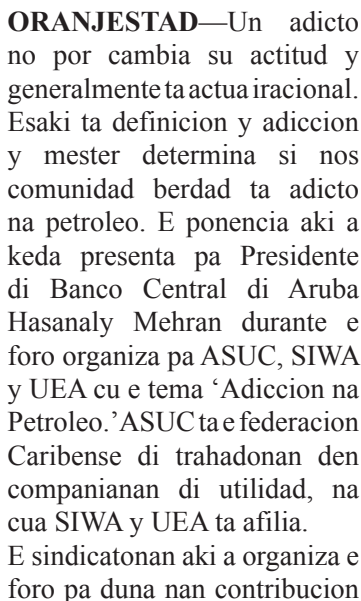 ORANJESTAD—Un adicto
no por cambia su actitud y
generalmente ta actua iracional.
Esaki ta definicion y adiccion
y mester determina si nos
comunidad berdad ta adicto
na petroleo. E ponencia aki a
keda presenta pa Presidente
di Banco Central di Aruba
Hasanaly Mehran durante e
foro organiza pa ASUC, SIWA
y UEA cu e tema ‘Adiccion na
Petroleo.’ASUC ta e federacion
Caribense di trahadonan den
companianan di utilidad, na
cua SIWA y UEA ta afilia.
E sindicatonan aki a organiza e
foro pa duna nan contribucion